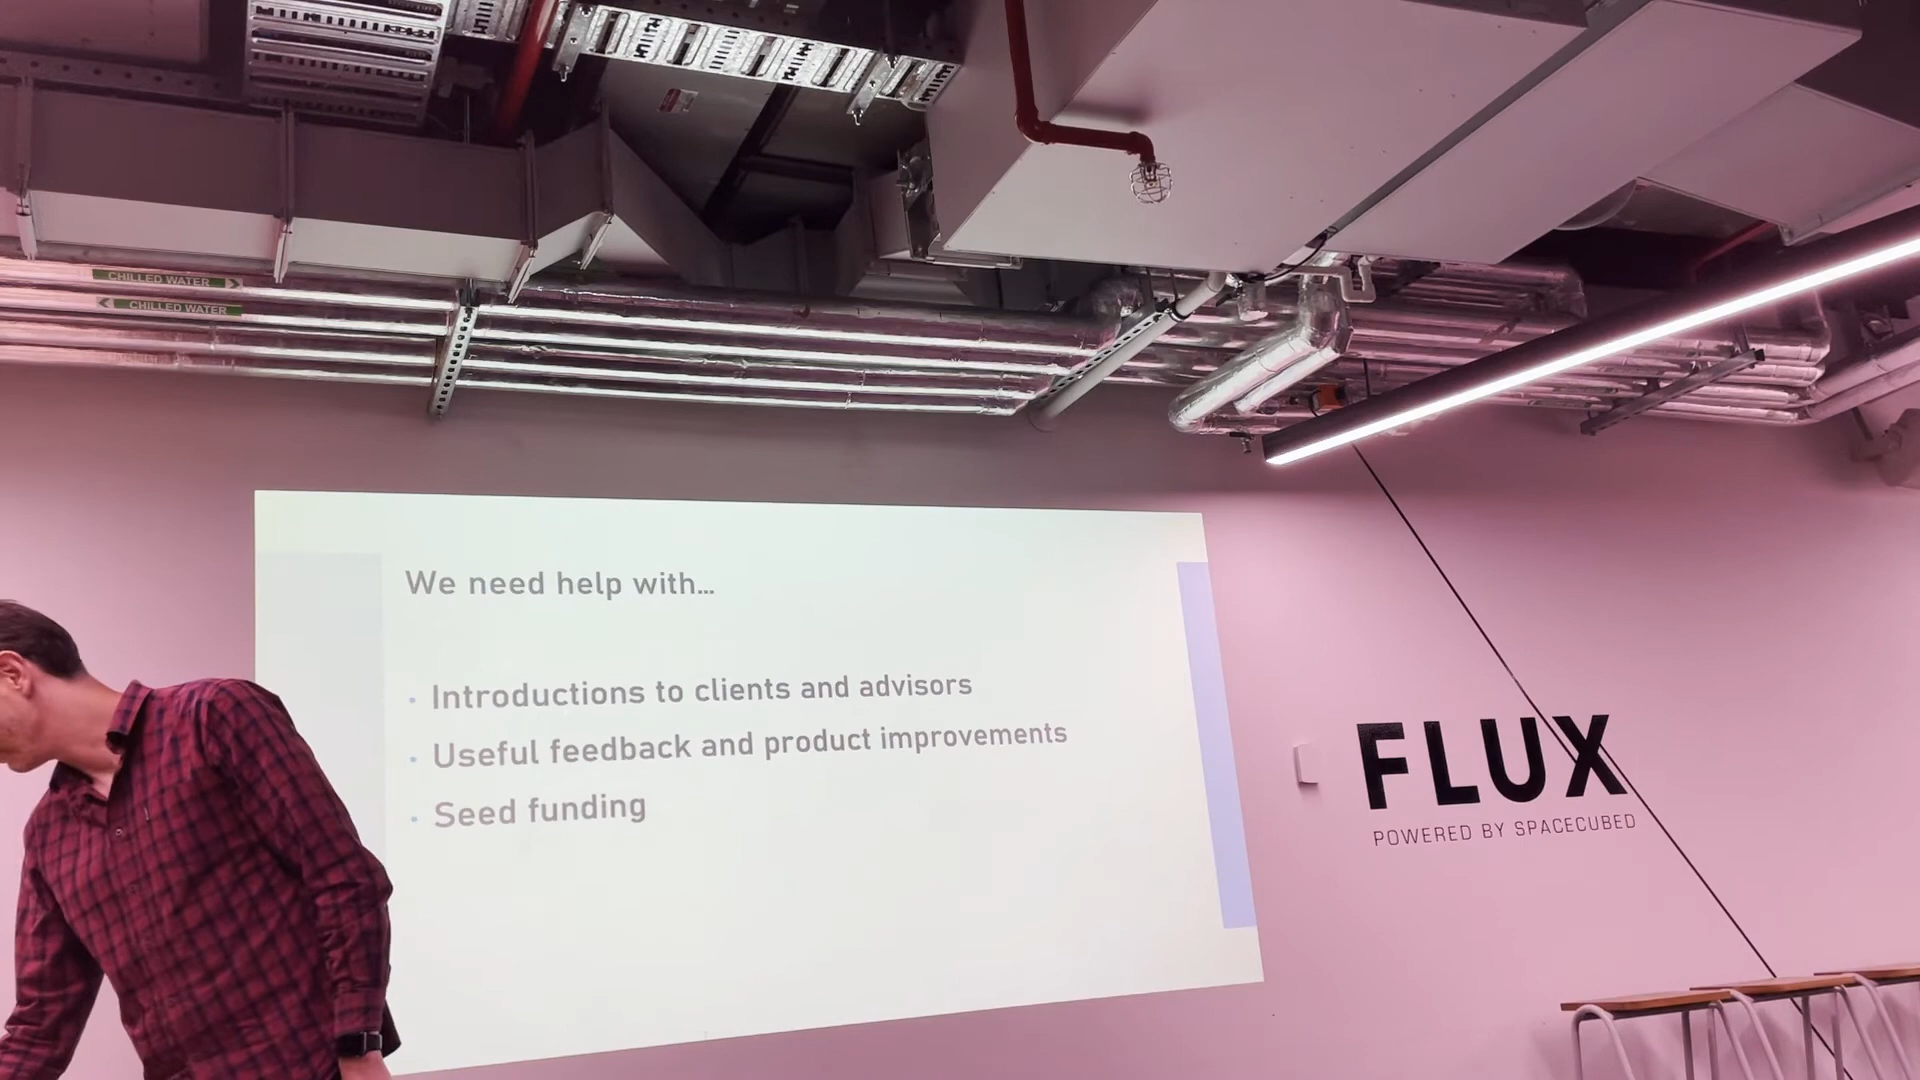 CHILLED WATER
CHILLED WATER
We need help with...
• Introductions to clients and advisors
• Useful feedback and product improvements
• Seed funding
FLUX
POWERED BY SPACECUBED